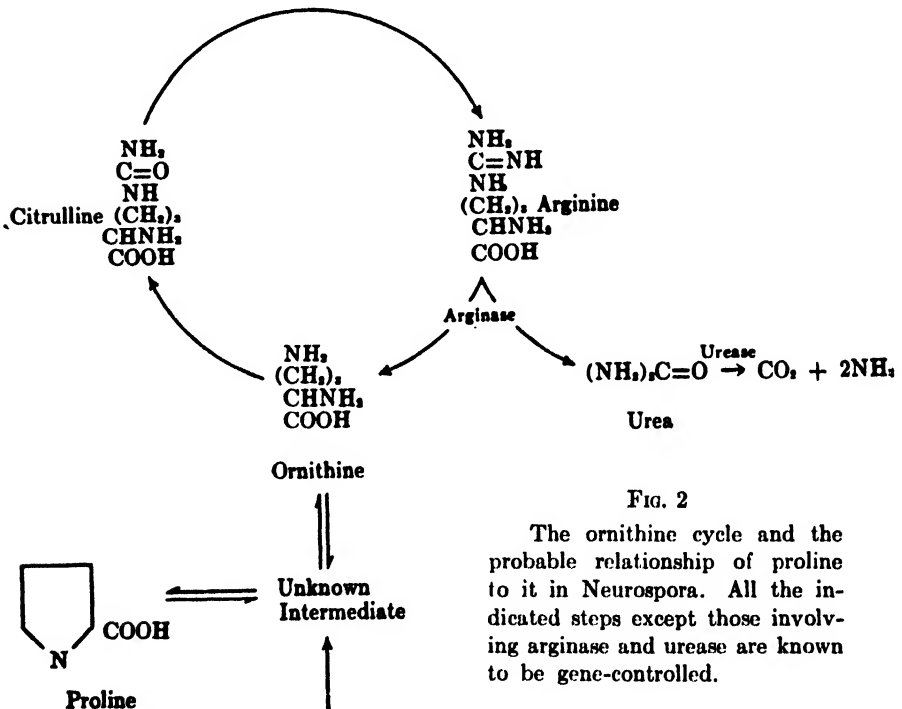 NH₂
C=O
NH
Citrulline (CH₂)₃
CHNH₂
COOH
NH₂
C=NH
NH
(CH₂)₃ Arginine
CHNH₂
COOH
Arginase
NH₂
(CH₂)₃
CHNH₂
COOH
Ornithine
Urease
(NH₂)₂C=O → CO₂ + 2NH₃
Urea
Unknown
Intermediate
COOH
N
Proline
FIG. 2
The ornithine cycle and the
probable relationship of proline
to it in Neurospora. All the in-
dicated steps except those involv-
ing arginase and urease are known
to be gene-controlled.